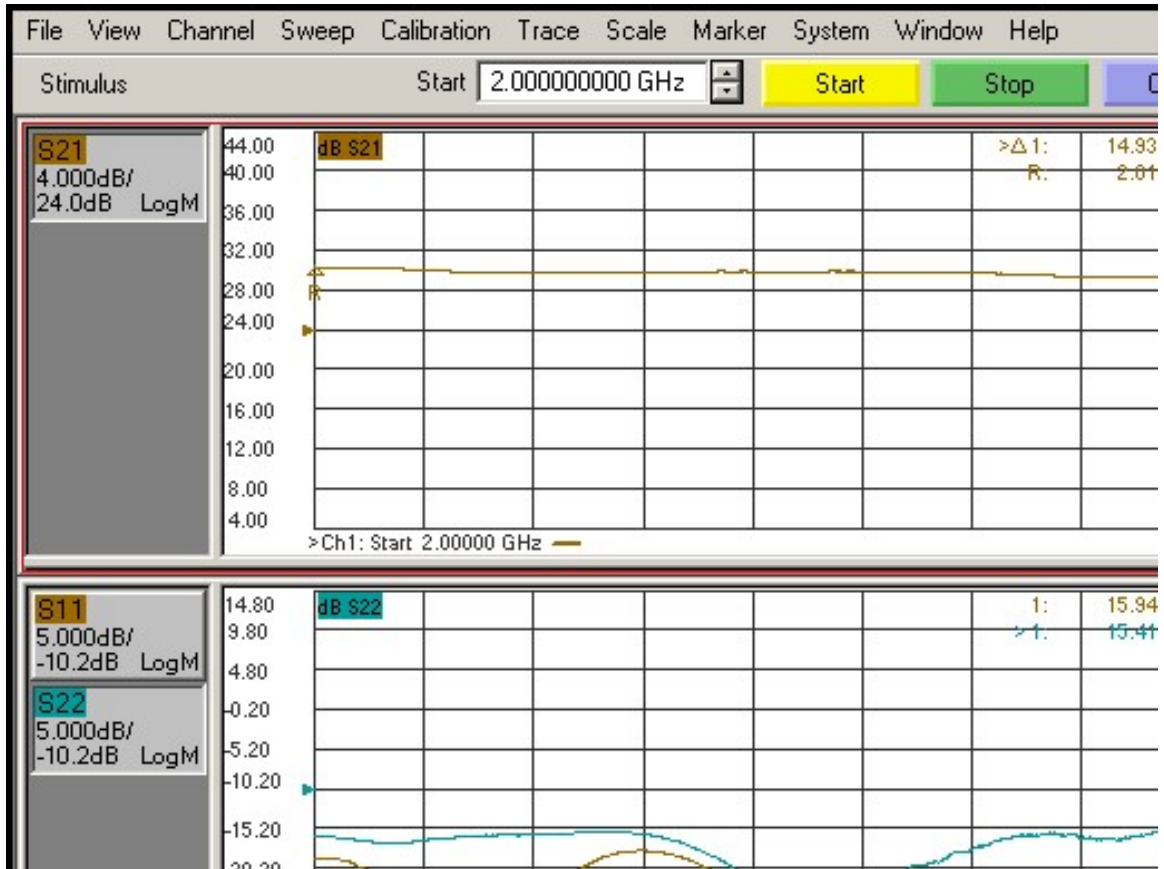 File View Channel Sweep Calibration Trace Scale Marker System Window Help
Stimulus Start 2.000000000 GHz Start Stop
S21
4.000dB/
24.0dB LogM
44.00
40.00
36.00
32.00
28.00
24.00
20.00
16.00
12.00
8.00
4.00
dB S21
>Δ 1: 14.93
R: 2.01
R
>Ch1: Start 2.00000 GHz
S11
5.000dB/
-10.2dB LogM
S22
5.000dB/
-10.2dB LogM
14.80
9.80
4.80
-0.20
-5.20
-10.20
-15.20
dB S22
1: 15.94
> 1: 15.41